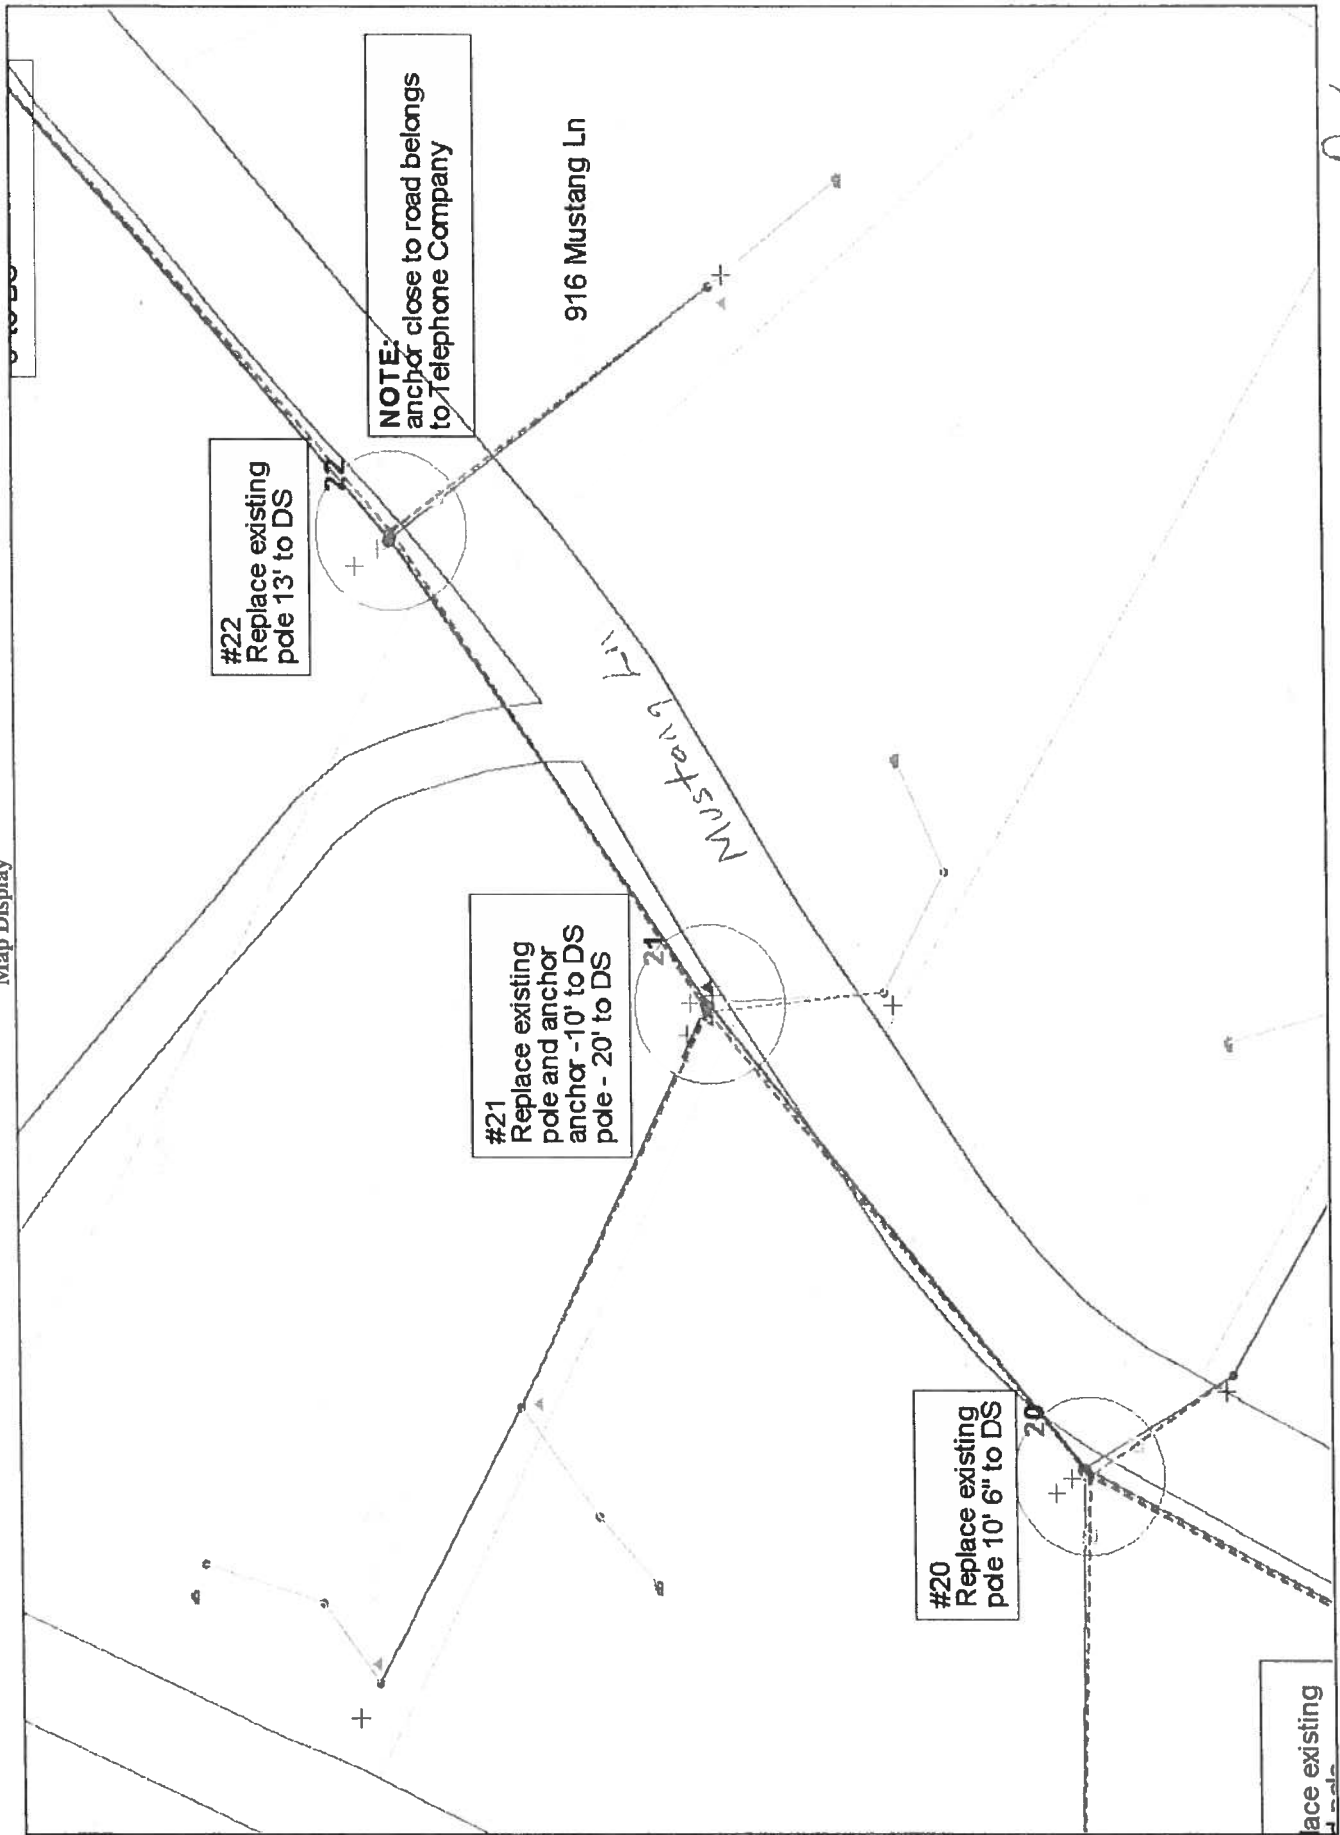 Map Display
NOTE:
anchor close to road belongs
to Telephone Company
916 Mustang Ln
#22
Replace existing
pole 13' to DS
22
Mustang Ln
#21
Replace existing
pole and anchor
anchor -10' to DS
pole - 20' to DS
21
#20
Replace existing
pole 10' 6" to DS
20
lace existing